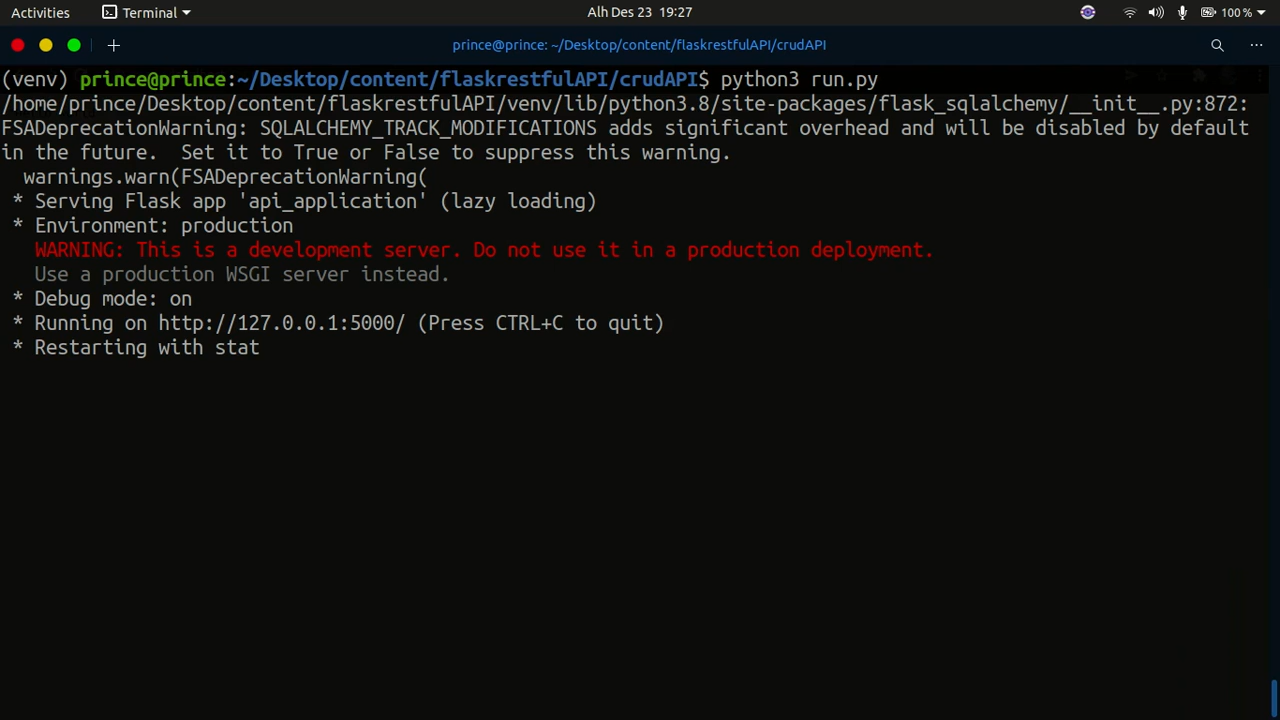 Activities Terminal Alh Des 23 19:27 100 %
prince@prince: ~/Desktop/content/flaskrestfulAPI/crudAPI
(venv) prince@prince:~/Desktop/content/flaskrestfulAPI/crudAPI$ python3 run.py
/home/prince/Desktop/content/flaskrestfulAPI/venv/lib/python3.8/site-packages/flask_sqlalchemy/__init__.py:872:
FSADeprecationWarning: SQLALCHEMY_TRACK_MODIFICATIONS adds significant overhead and will be disabled by default
in the future.  Set it to True or False to suppress this warning.
  warnings.warn(FSADeprecationWarning(
 * Serving Flask app 'api_application' (lazy loading)
 * Environment: production
   WARNING: This is a development server. Do not use it in a production deployment.
   Use a production WSGI server instead.
 * Debug mode: on
 * Running on http://127.0.0.1:5000/ (Press CTRL+C to quit)
 * Restarting with stat